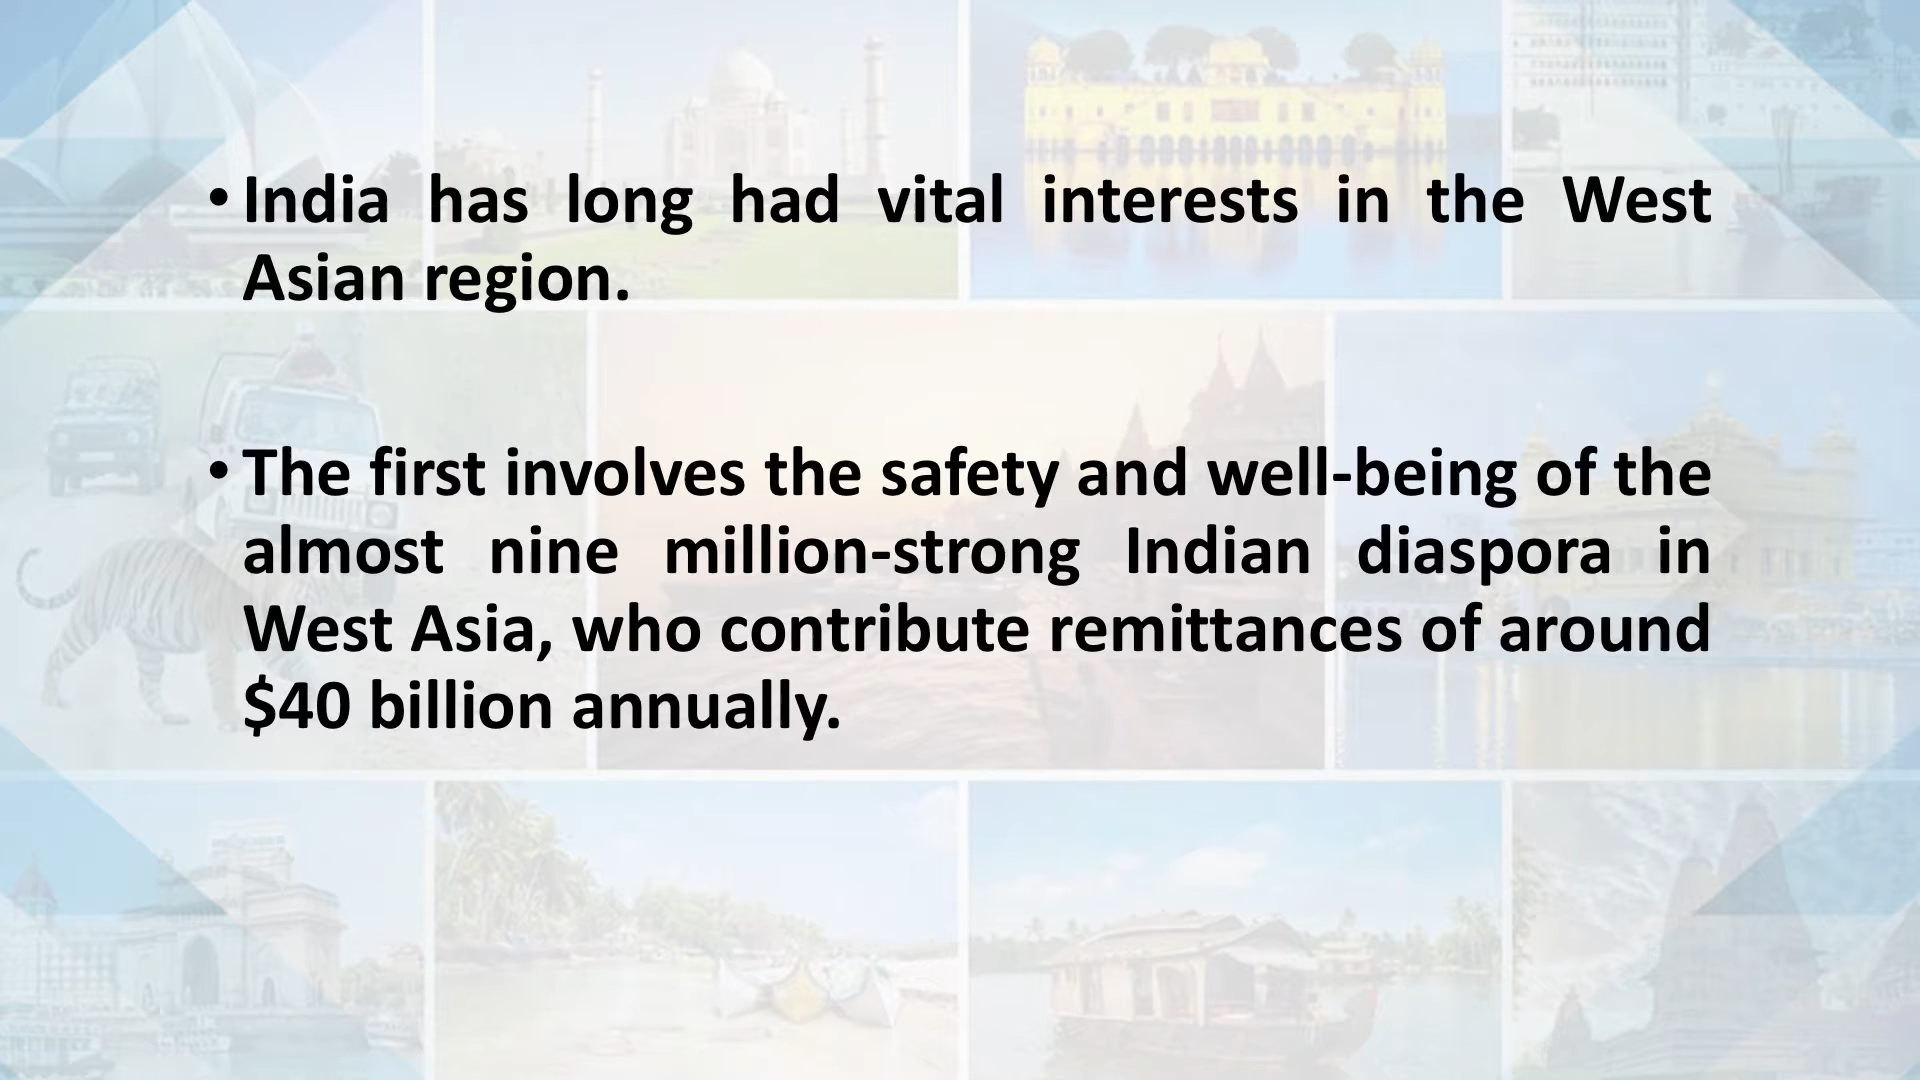 • India has long had vital interests in the West
Asian region.
• The first involves the safety and well-being of the
almost nine million-strong Indian diaspora in
West Asia, who contribute remittances of around
$40 billion annually.